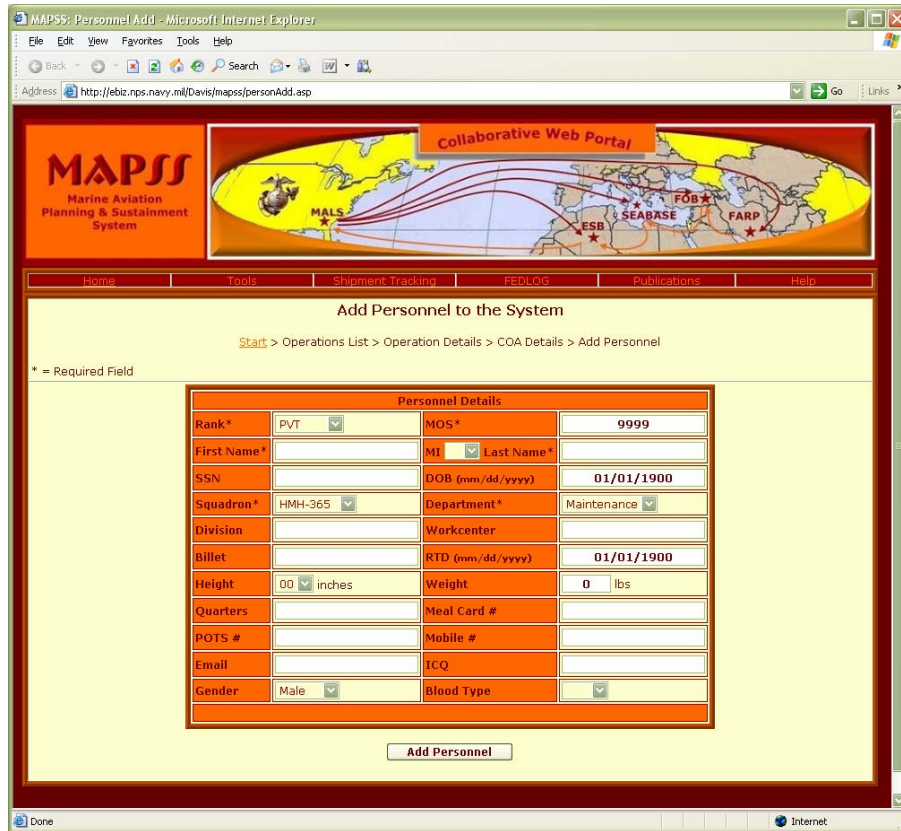 MAPSS: Personnel Add - Microsoft Internet Explorer
File Edit View Favorites Tools Help
Back Search
Address http://ebiz.nps.navy.mil/Davis/mapss/personAdd.asp Go Links
MAPSS
Marine Aviation
Planning & Sustainment
System
Collaborative Web Portal
MALS
ESB
SEABASE
FOB
FARP
Home Tools Shipment Tracking FEDLOG Publications Help
Add Personnel to the System
Start > Operations List > Operation Details > COA Details > Add Personnel
* = Required Field
Personnel Details
Rank* PVT MOS* 9999
First Name* MI Last Name*
SSN DOB (mm/dd/yyyy) 01/01/1900
Squadron* HMH-365 Department* Maintenance
Division Workcenter
Billet RTD (mm/dd/yyyy) 01/01/1900
Height 00 inches Weight 0 lbs
Quarters Meal Card #
POTS # Mobile #
Email ICQ
Gender Male Blood Type
Add Personnel
Done Internet